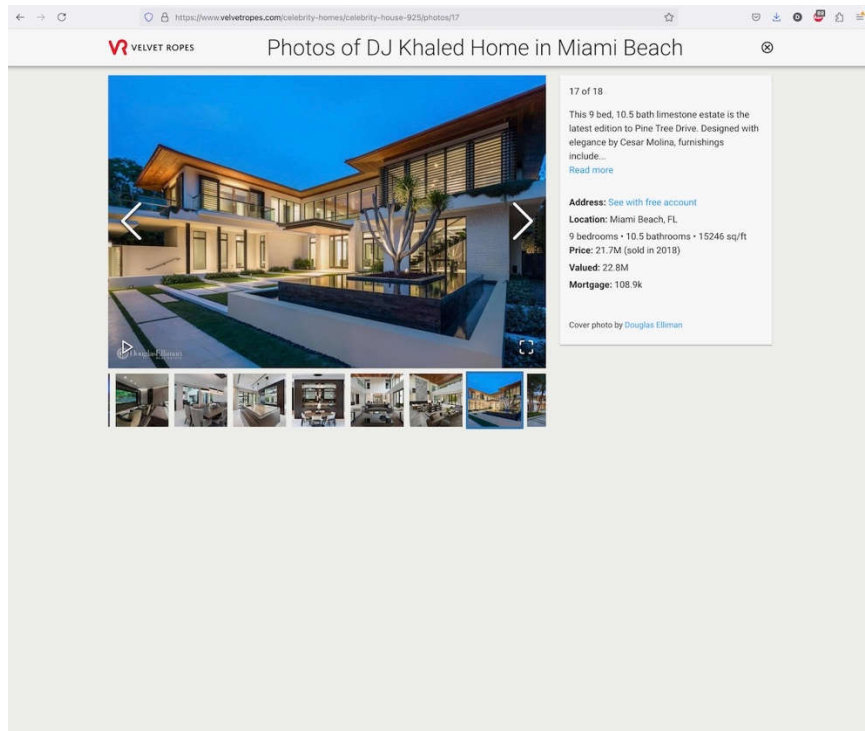 https://www.velvetropes.com/celebrity-homes/celebrity-house-925/photos/17
VR VELVET ROPES
Photos of DJ Khaled Home in Miami Beach
17 of 18
This 9 bed, 10.5 bath limestone estate is the
latest edition to Pine Tree Drive. Designed with
elegance by Cesar Molina, furnishings
include...
Read more
Address: See with free account
Location: Miami Beach, FL
9 bedrooms • 10.5 bathrooms • 15246 sq/ft
Price: 21.7M (sold in 2018)
Valued: 22.8M
Mortgage: 108.9k
Cover photo by Douglas Elliman
DouglasElliman